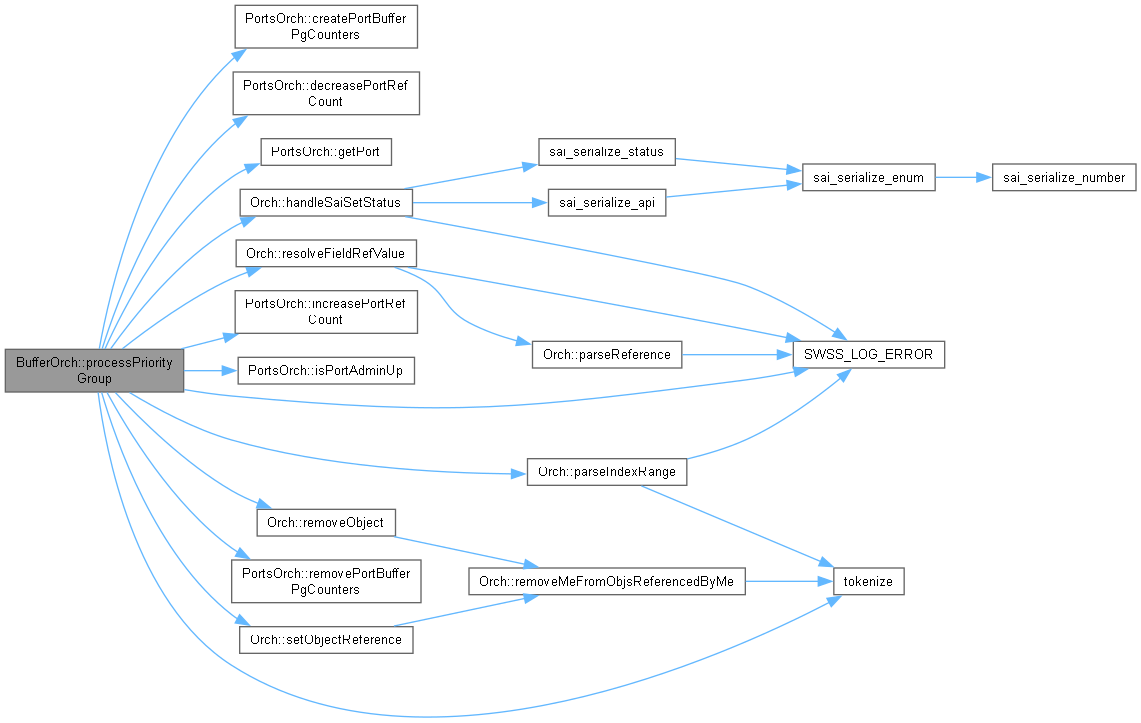 PortsOrch::createPortBuffer
PgCounters
PortsOrch::decreasePortRef
Count
PortsOrch::getPort
sai_serialize_status
sai_serialize_enum
sai_serialize_number
Orch::handleSaiSetStatus
sai_serialize_api
Orch::resolveFieldRefValue
PortsOrch::increasePortRef
Count
BufferOrch::processPriority
Group
PortsOrch::isPortAdminUp
Orch::parseReference
SWSS_LOG_ERROR
Orch::parseIndexRange
Orch::removeObject
PortsOrch::removePortBuffer
PgCounters
Orch::removeMeFromObjsReferencedByMe
tokenize
Orch::setObjectReference